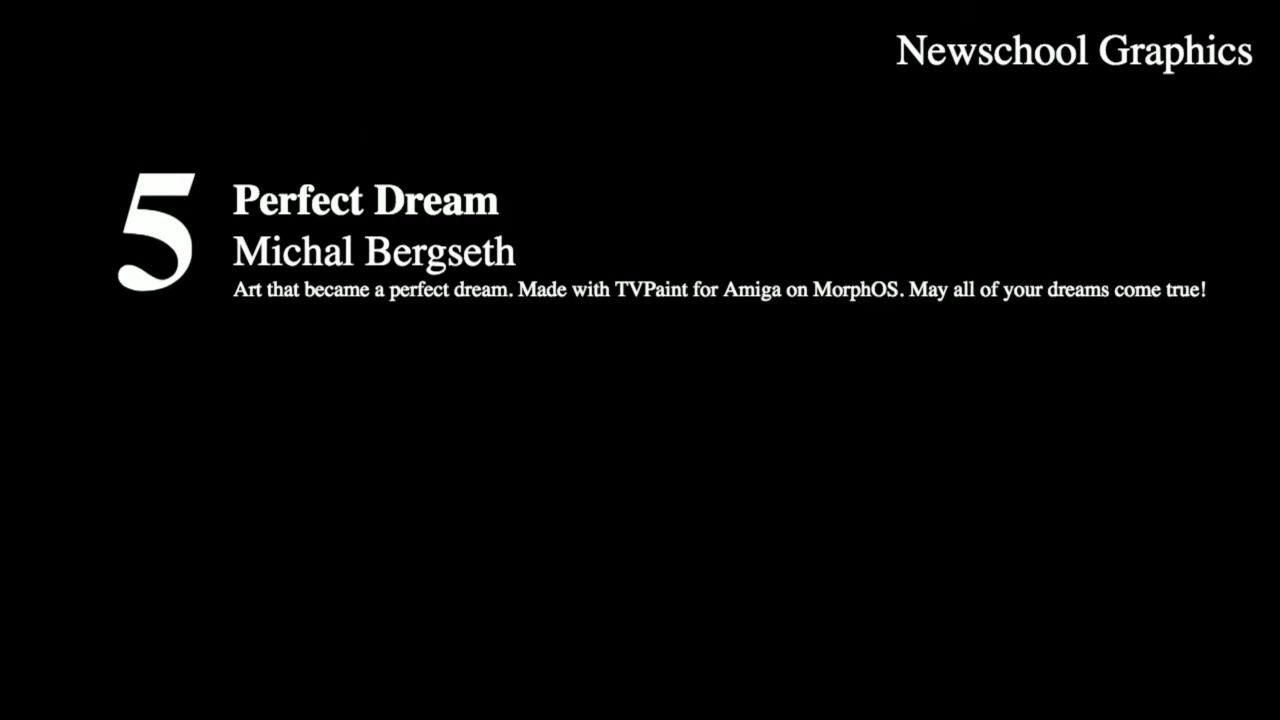 Newschool Graphics
5
Perfect Dream
Michal Bergseth
Art that became a perfect dream. Made with TVPaint for Amiga on MorphOS. May all of your dreams come true!